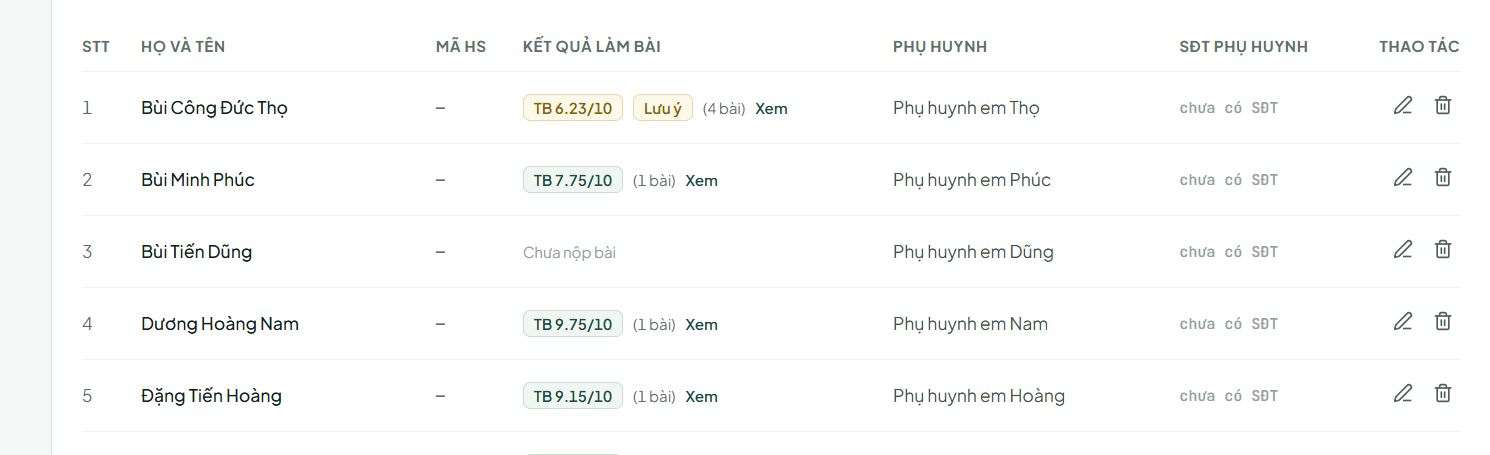 STT HỌ VÀ TÊN MÃ HS KẾT QUẢ LÀM BÀI PHỤ HUYNH SĐT PHỤ HUYNH THAO TÁC
1 Bùi Công Đức Thọ – TB 6.23/10 Lưu ý (4 bài) Xem Phụ huynh em Thọ chưa có SĐT
2 Bùi Minh Phúc – TB 7.75/10 (1 bài) Xem Phụ huynh em Phúc chưa có SĐT
3 Bùi Tiến Dũng – Chưa nộp bài Phụ huynh em Dũng chưa có SĐT
4 Dương Hoàng Nam – TB 9.75/10 (1 bài) Xem Phụ huynh em Nam chưa có SĐT
5 Đặng Tiến Hoàng – TB 9.15/10 (1 bài) Xem Phụ huynh em Hoàng chưa có SĐT